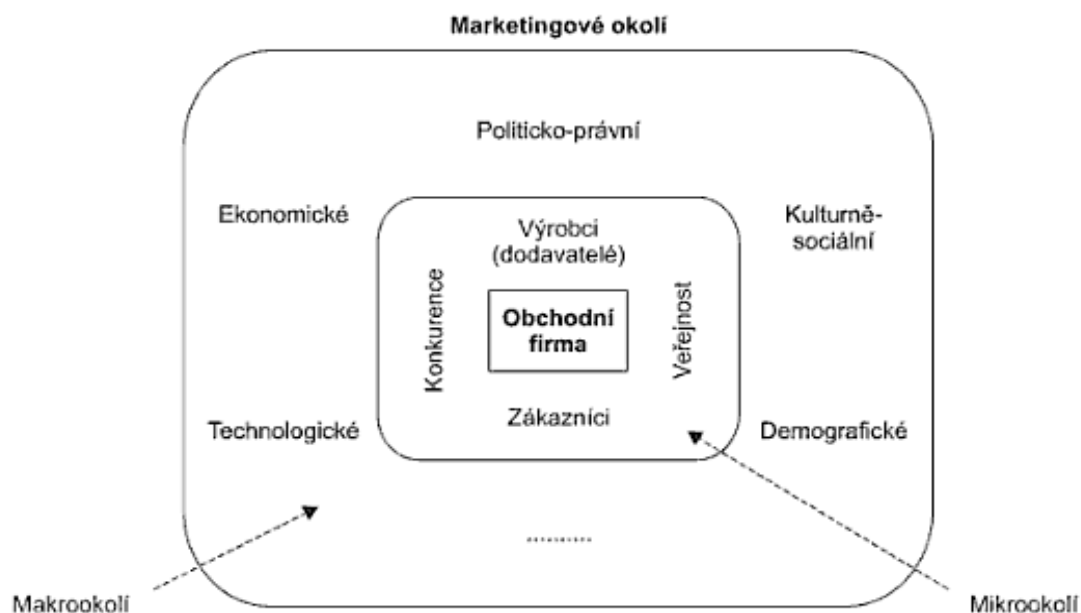 Marketingové okolí
Politicko-právní
Ekonomické
Kulturně-
sociální
Výrobci
(dodavatelé)
Konkurence
Obchodní
firma
Veřejnost
Zákazníci
Technologické
Demografické
..........
Makrookolí
Mikrookolí